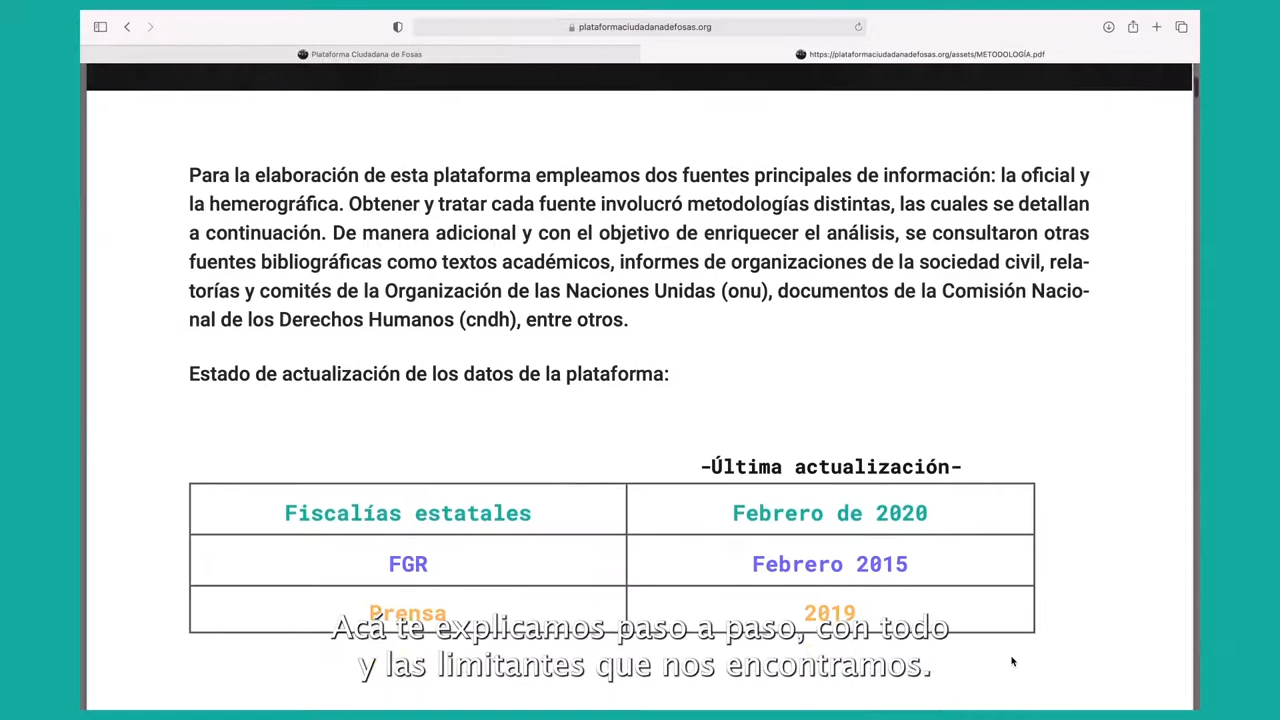 plataformaciudadanadefosas.org
Plataforma Ciudadana de Fosas
https://plataformaciudadanadefosas.org/assets/METODOLOGÍA.pdf
Para la elaboración de esta plataforma empleamos dos fuentes principales de información: la oficial y
la hemerográfica. Obtener y tratar cada fuente involucró metodologías distintas, las cuales se detallan
a continuación. De manera adicional y con el objetivo de enriquecer el análisis, se consultaron otras
fuentes bibliográficas como textos académicos, informes de organizaciones de la sociedad civil, rela-
torías y comités de la Organización de las Naciones Unidas (onu), documentos de la Comisión Nacio-
nal de los Derechos Humanos (cndh), entre otros.
Estado de actualización de los datos de la plataforma:
-Última actualización-
Fiscalías estatales Febrero de 2020
FGR Febrero 2015
Prensa 2019
Acá te explicamos paso a paso, con todo
y las limitantes que nos encontramos.